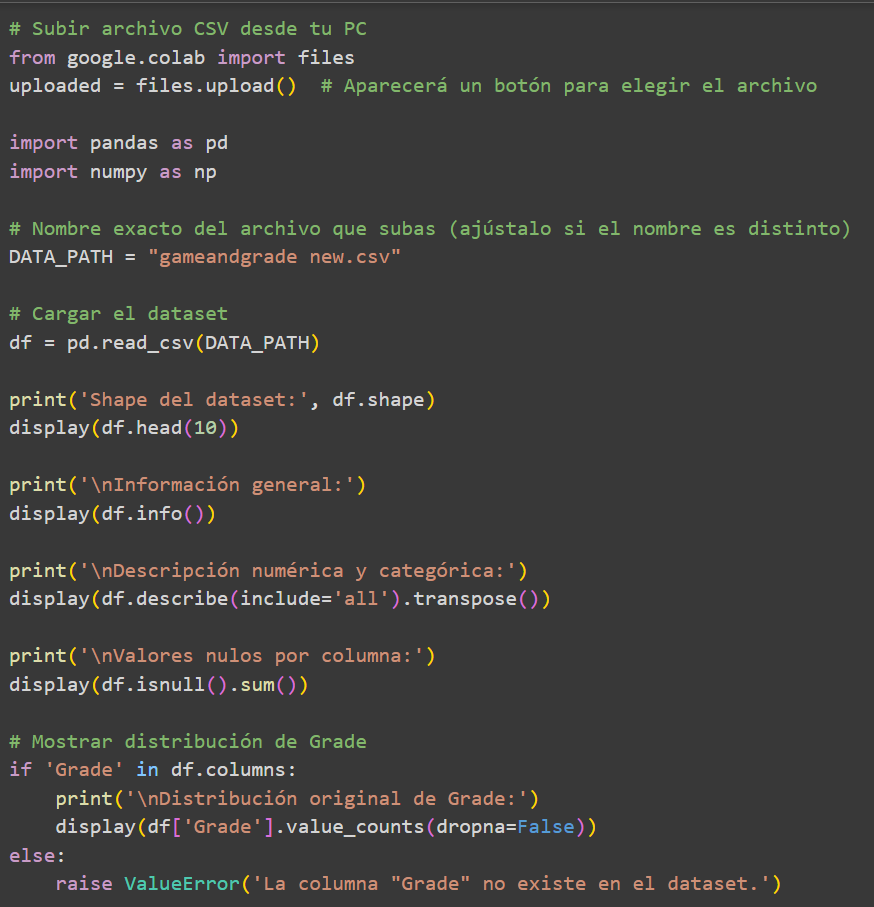 # Subir archivo CSV desde tu PC
from google.colab import files
uploaded = files.upload()  # Aparecerá un botón para elegir el archivo

import pandas as pd
import numpy as np

# Nombre exacto del archivo que subas (ajústalo si el nombre es distinto)
DATA_PATH = "gameandgrade new.csv"

# Cargar el dataset
df = pd.read_csv(DATA_PATH)

print('Shape del dataset:', df.shape)
display(df.head(10))

print('\nInformación general:')
display(df.info())

print('\nDescripción numérica y categórica:')
display(df.describe(include='all').transpose())

print('\nValores nulos por columna:')
display(df.isnull().sum())

# Mostrar distribución de Grade
if 'Grade' in df.columns:
    print('\nDistribución original de Grade:')
    display(df['Grade'].value_counts(dropna=False))
else:
    raise ValueError('La columna "Grade" no existe en el dataset.')